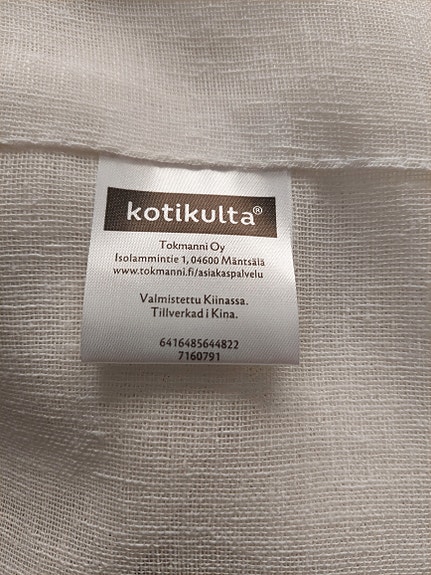 kotikulta®
Tokmanni Oy
Isolammintie 1, 04600 Mäntsälä
www.tokmanni.fi/asiakaspalvelu
Valmistettu Kiinassa.
Tillverkad i Kina.
6416485644822
7160791